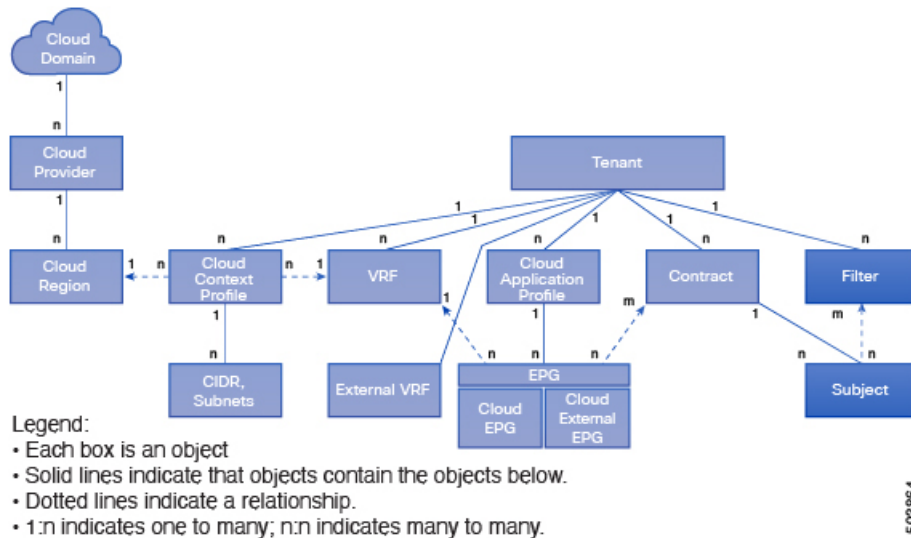 Cloud
Domain
1
n
Cloud
Provider
Tenant
1
1
1
1
1
1
n
n
n
n
n
n
Cloud
Region
1
n
Cloud
Context
Profile
n
1
VRF
Cloud
Application
Profile
Contract
Filter
1
1
1
m
1
m
n
n
n
n
n
n
CIDR,
Subnets
External VRF
EPG
Cloud
EPG
Cloud
External
EPG
Subject
Legend:
• Each box is an object
• Solid lines indicate that objects contain the objects below.
• Dotted lines indicate a relationship.
• 1:n indicates one to many; n:n indicates many to many.
503864